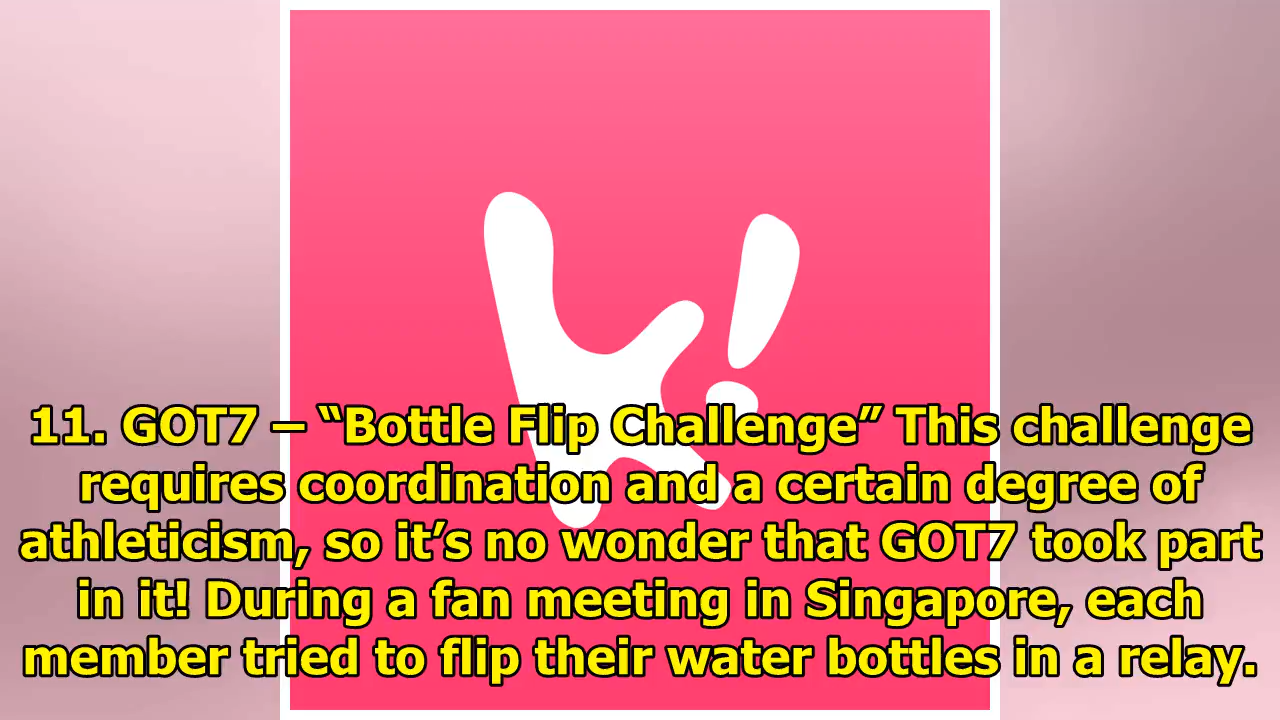 k!
11. GOT7 – “Bottle Flip Challenge” This challenge
requires coordination and a certain degree of
athleticism, so it’s no wonder that GOT7 took part
in it! During a fan meeting in Singapore, each
member tried to flip their water bottles in a relay.